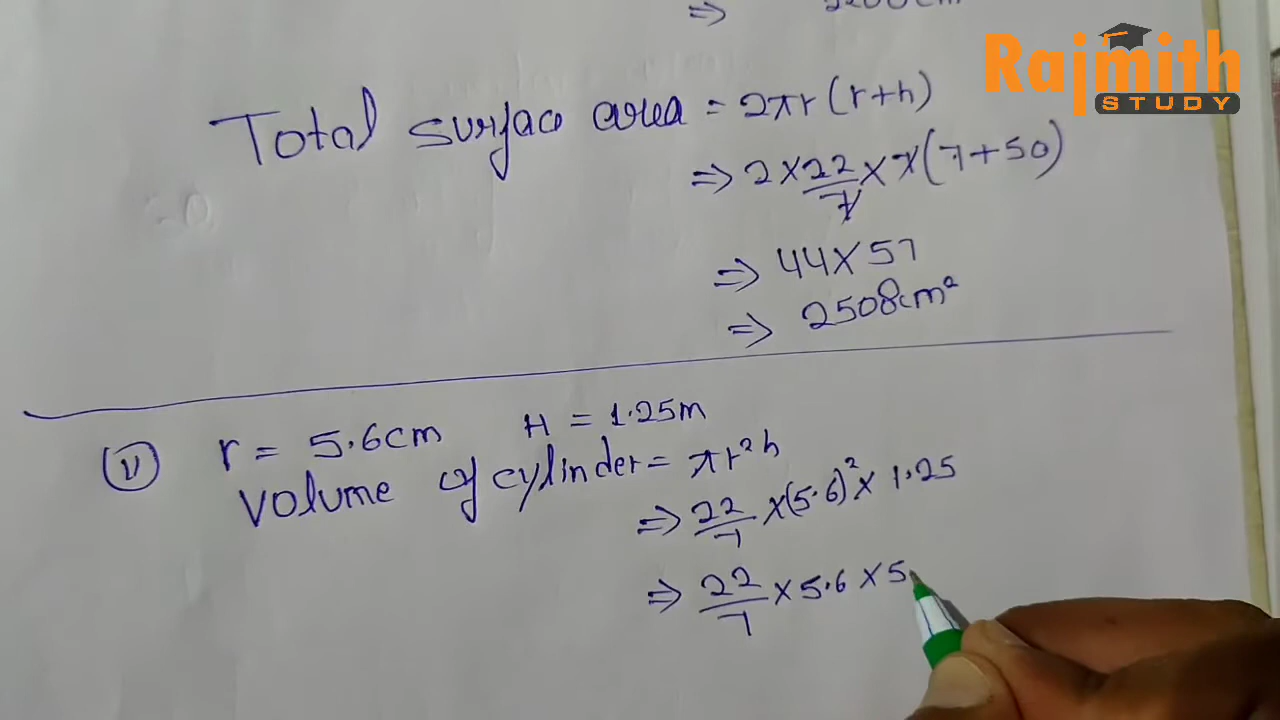 ⇒
Rajmith
STUDY
Total surface area = 2πr(r+h)
⇒ 2 × 22/7 × 7(7+50)
⇒ 44×57
⇒ 2508cm²
(ii) r = 5.6cm H = 1.25m
volume of cylinder = πr²h
⇒ 22/7 ×(5.6)² × 1.25
⇒ 22/7 × 5.6 × 5.